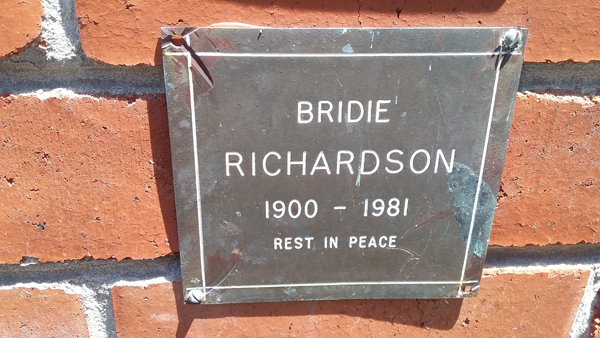 BRIDIE
RICHARDSON
1900 - 1981
REST IN PEACE